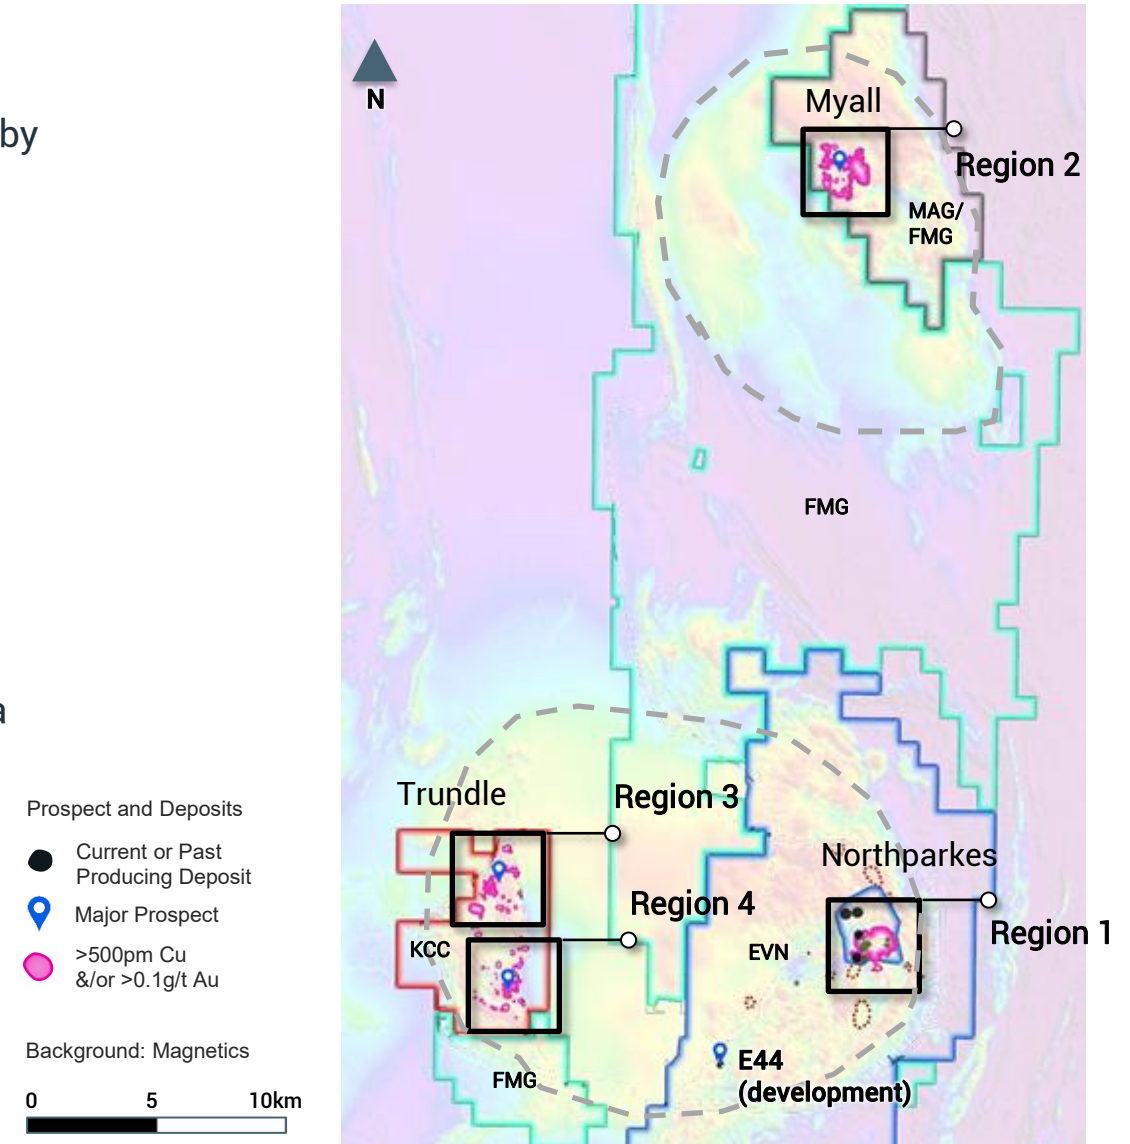 by
a
N
Myall
Region 2
MAG/
FMG
FMG
Trundle
Region 3
Northparkes
Region 4
Region 1
KCC
EVN
E44
(development)
FMG
Prospect and Deposits
Current or Past
Producing Deposit
Major Prospect
>500pm Cu
&/or >0.1g/t Au
Background: Magnetics
0 5 10km